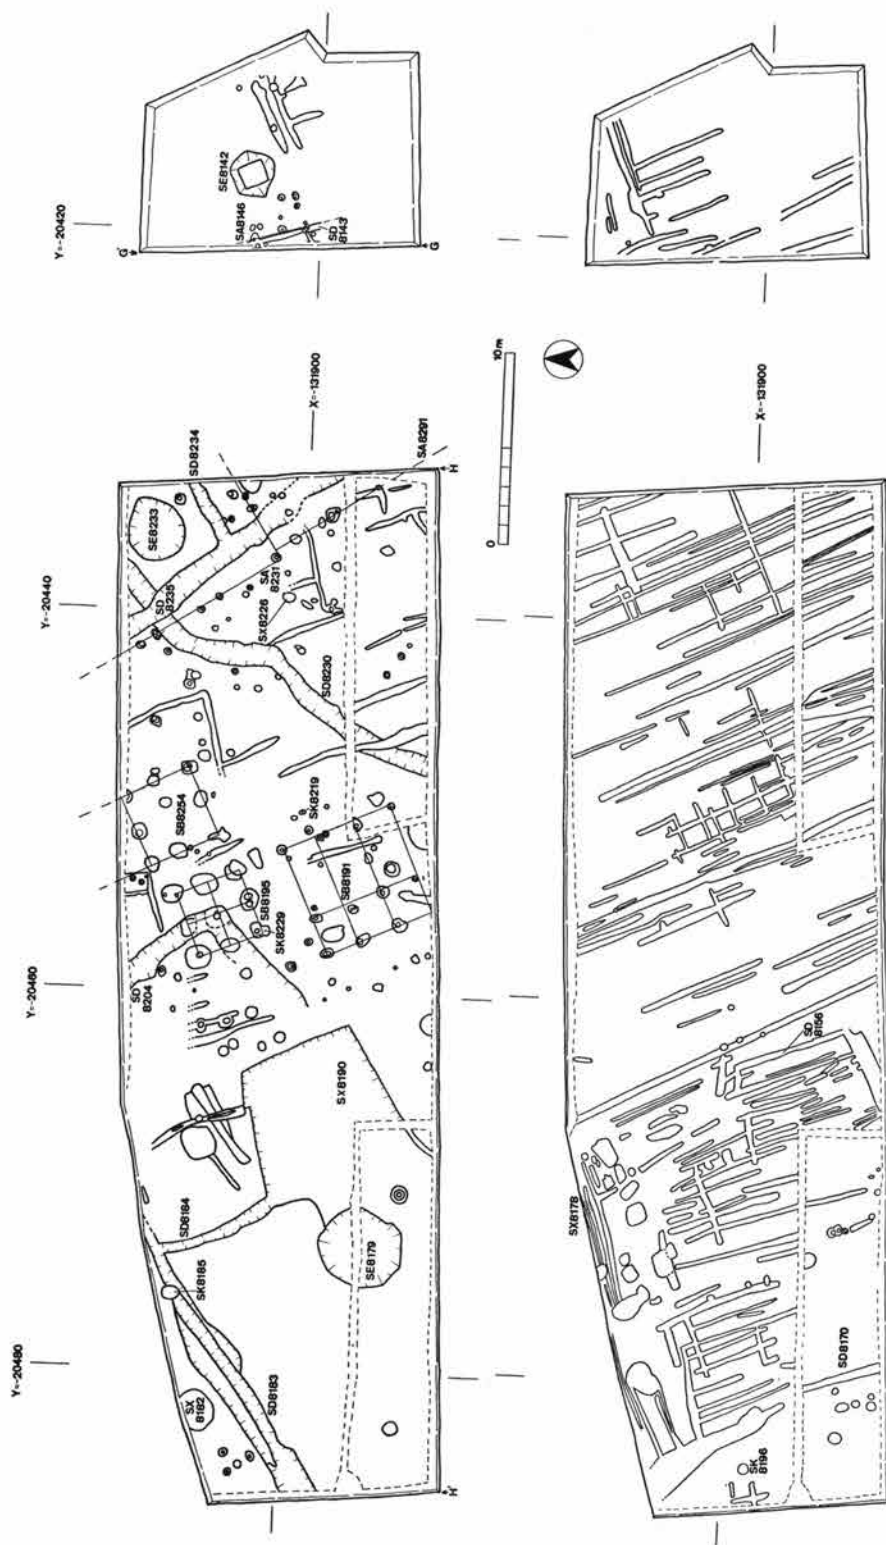 Y=-20420
G'
SE8142
SA8146
SD
8143
G
Y=-20440
X=-131900
SD8234
SA8291
H
SE8233
SD
8235
SA
8231
SX8226
SD8230
10m
0
SB8254
SK8219
SB8195
SB8191
SK8229
Y=-20460
SD
8204
SX8190
SD8184
SK8185
SE8179
Y=-20480
SX
8182
SD8183
H'
X=-131900
SD
8156
SX8178
SD8170
SK
8196